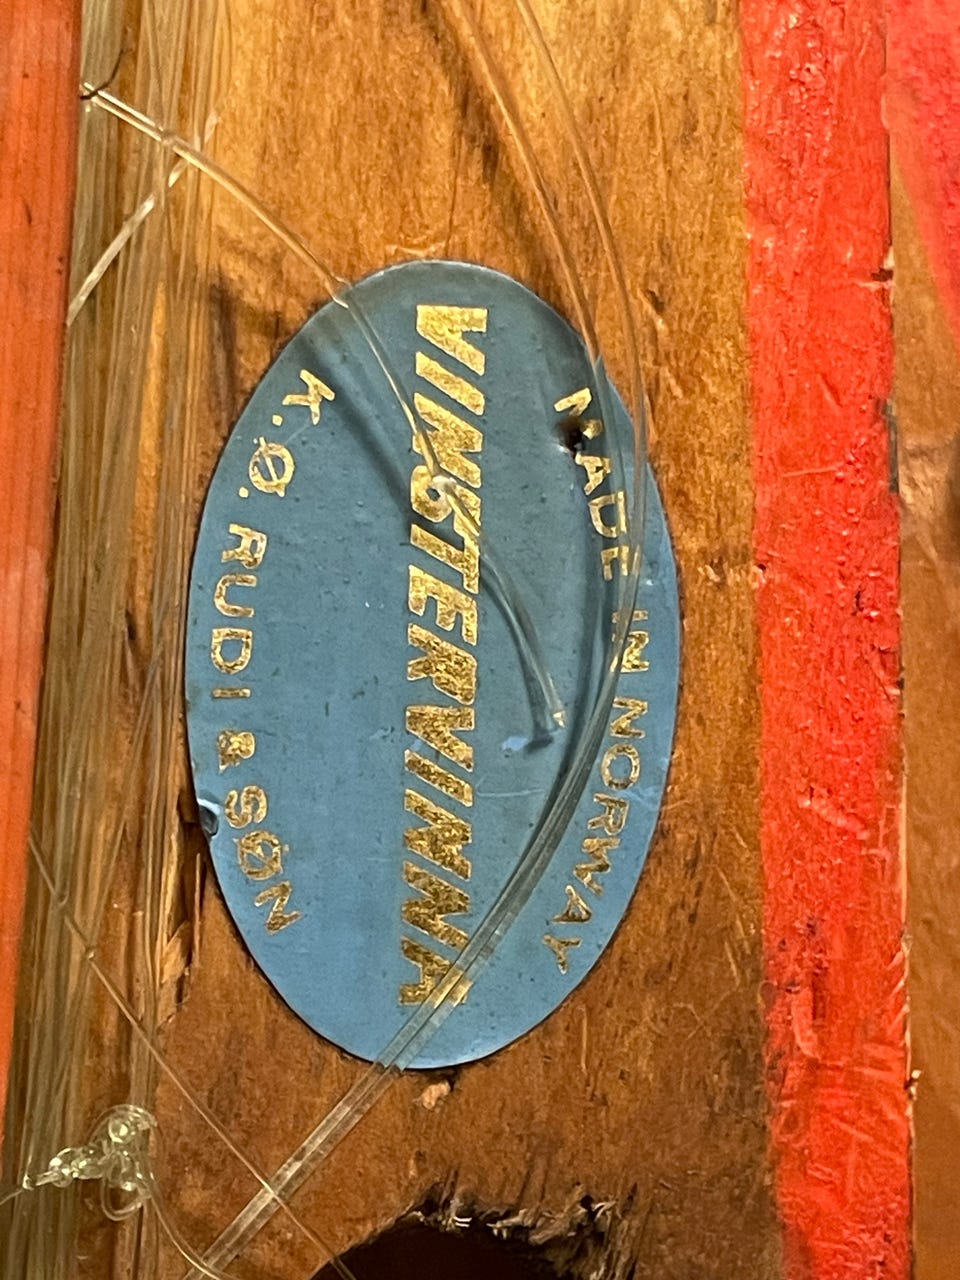 MADE IN NORWAY
VINSTERVINNA
K.Ø. RUDI & SØN